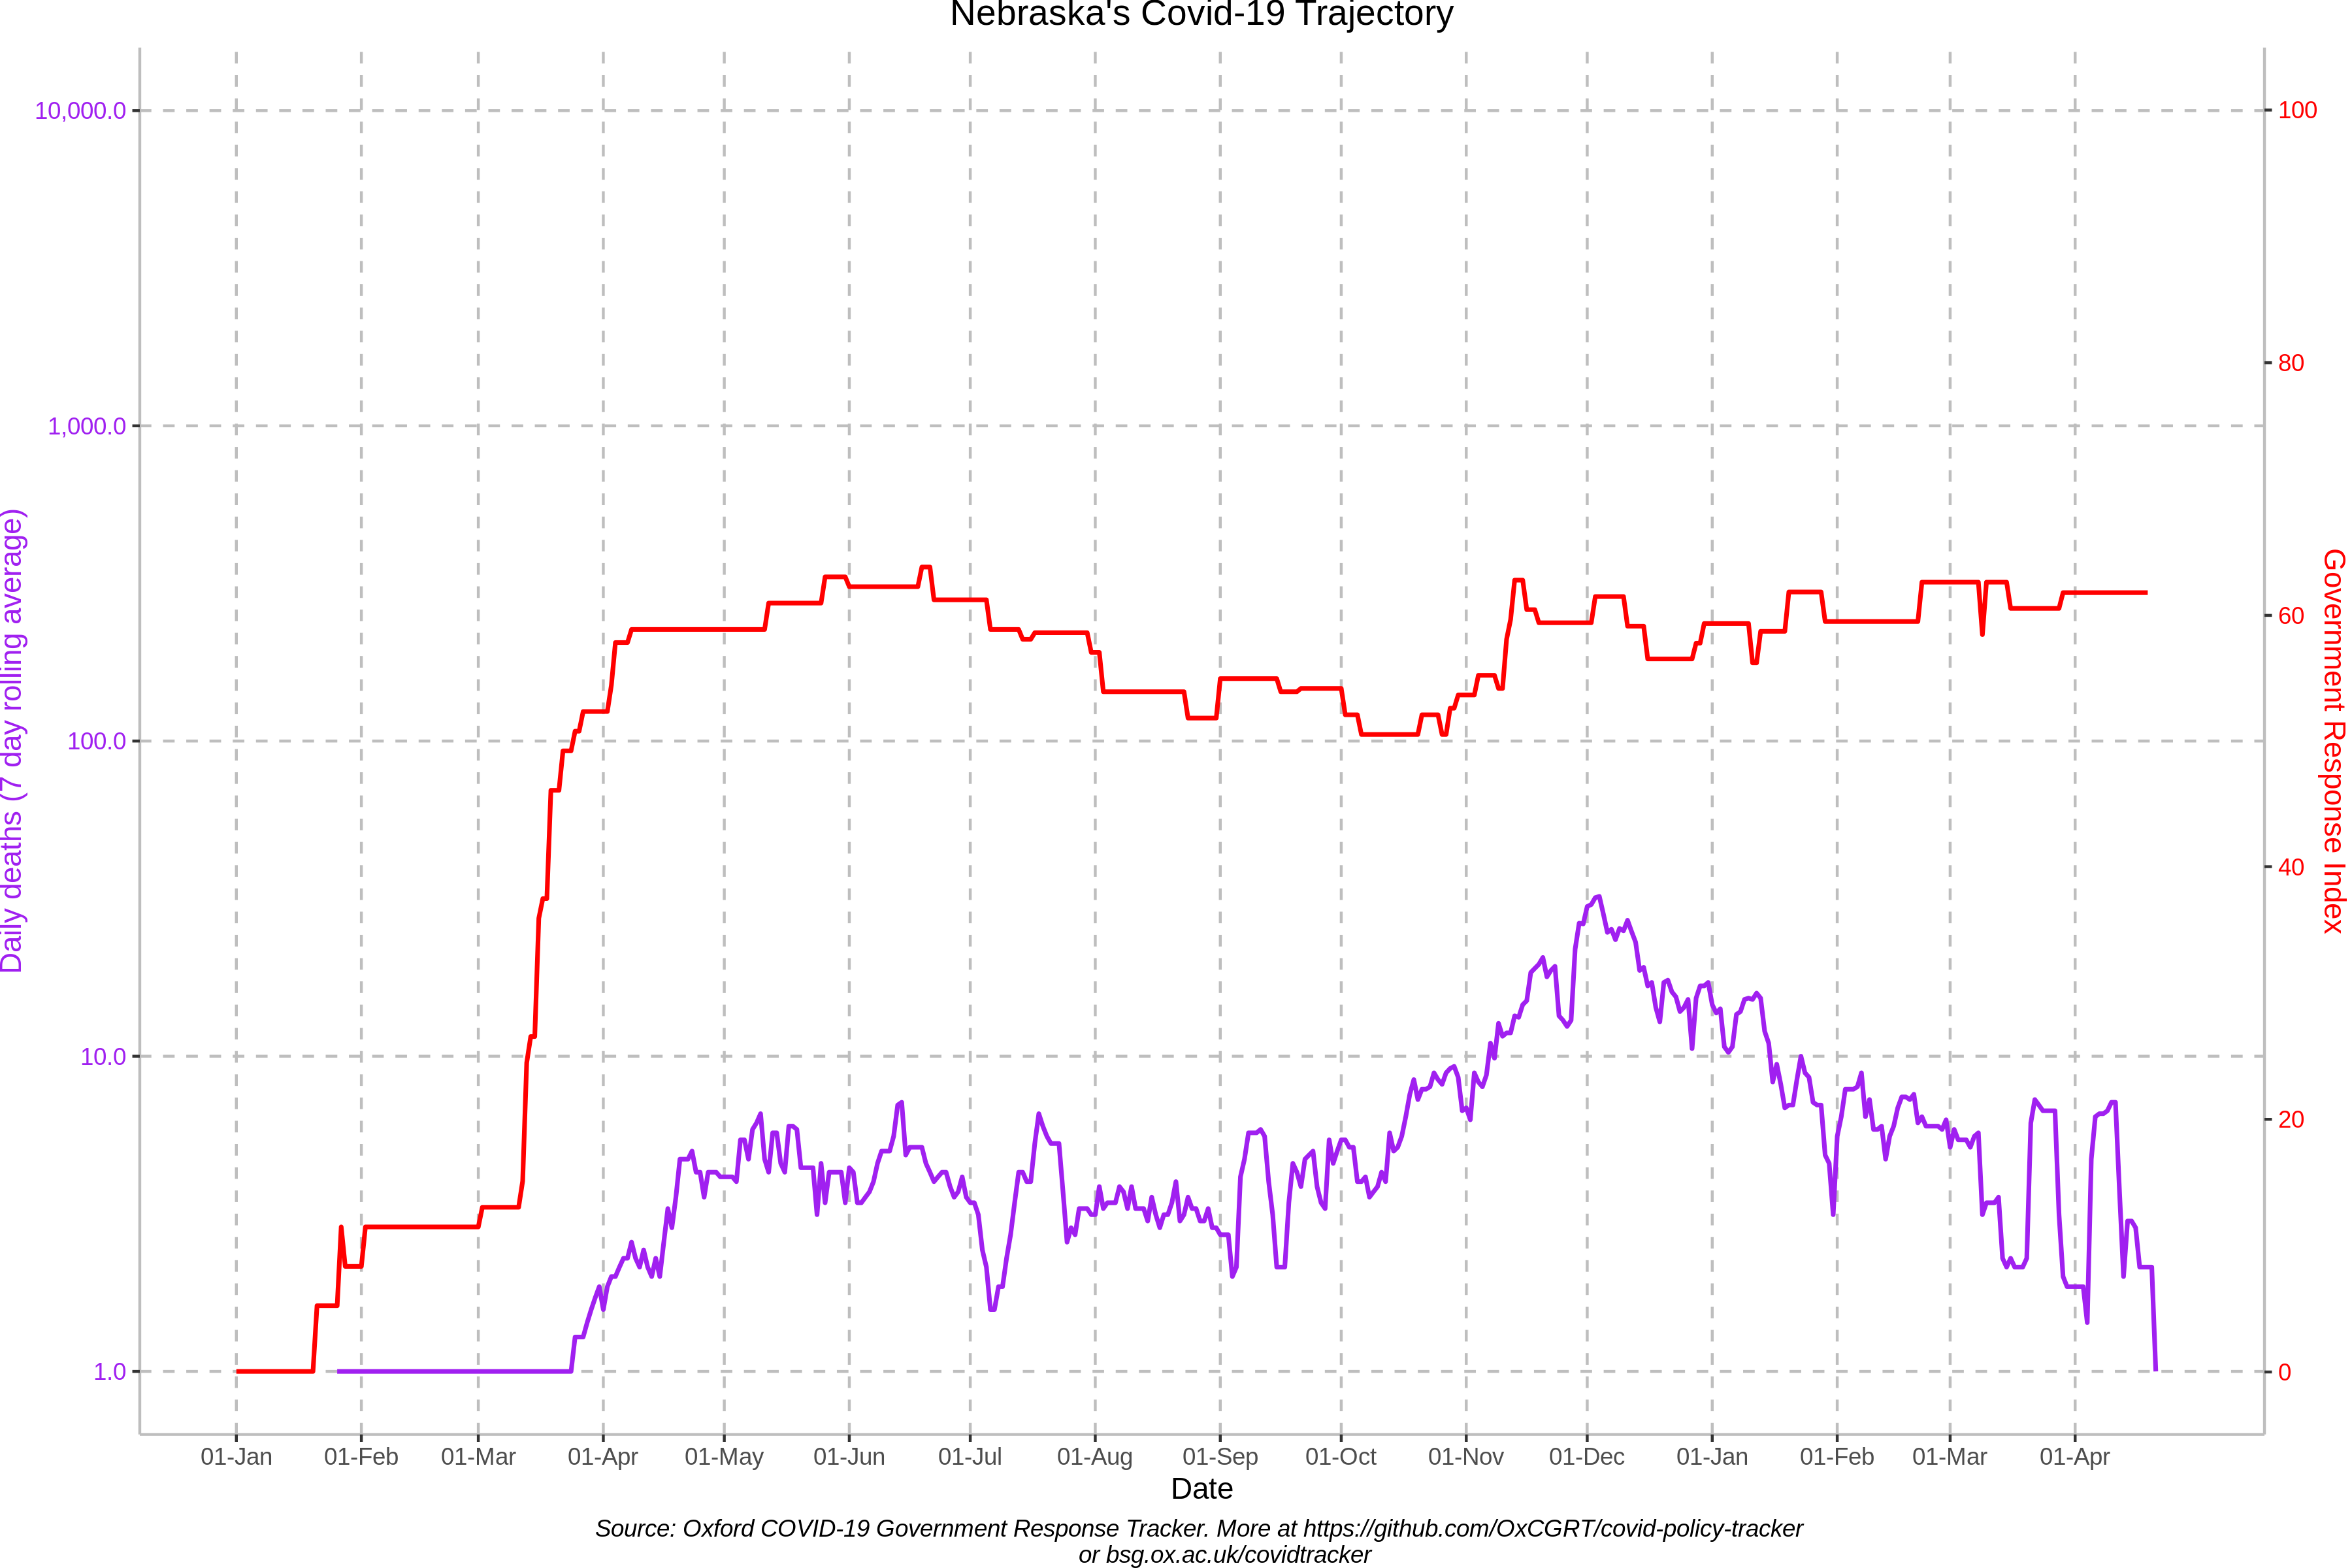 Nebraska's Covid-19 Trajectory
10,000.0
1,000.0
100.0
10.0
1.0
Daily deaths (7 day rolling average)
100
80
60
40
20
0
Government Response Index
01-Jan 01-Feb 01-Mar 01-Apr 01-May 01-Jun 01-Jul 01-Aug 01-Sep 01-Oct 01-Nov 01-Dec 01-Jan 01-Feb 01-Mar 01-Apr
Date
Source: Oxford COVID-19 Government Response Tracker. More at https://github.com/OxCGRT/covid-policy-tracker
or bsg.ox.ac.uk/covidtracker